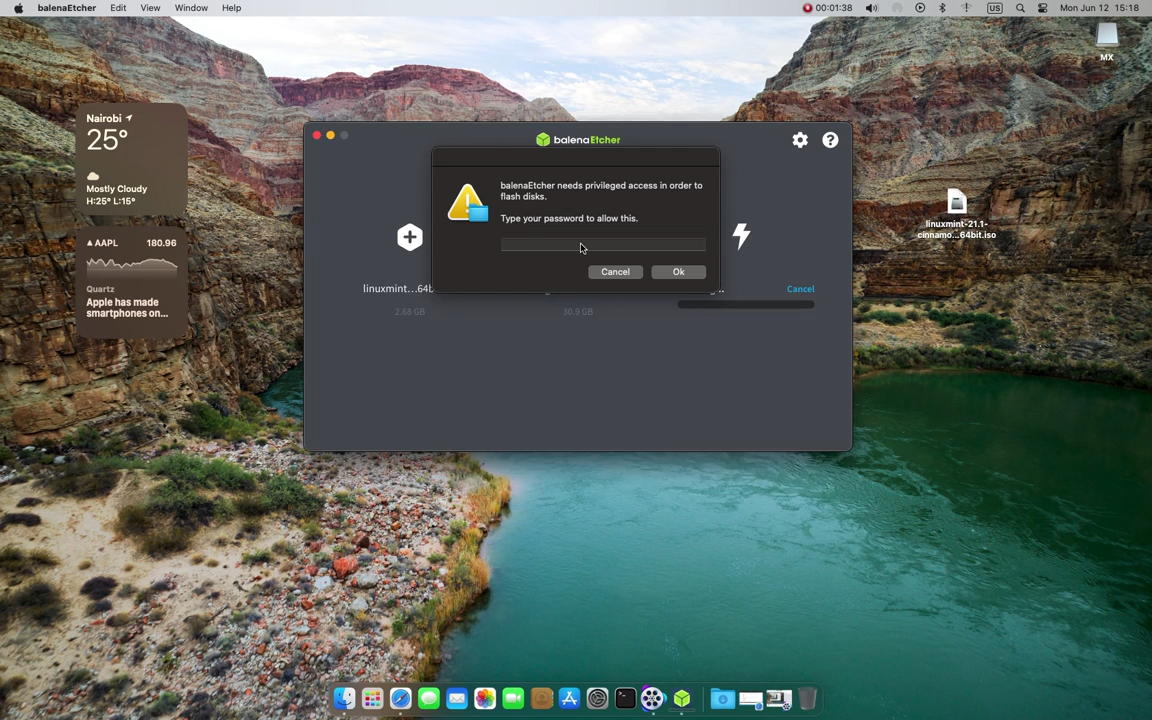 balenaEtcher Edit View Window Help 00:01:38 US Mon Jun 12 15:18
MX
Nairobi
25°
Mostly Cloudy
H:25° L:15°
AAPL 180.96
Quartz
Apple has made
smartphones on...
balenaEtcher
balenaEtcher needs privileged access in order to
flash disks.
Type your password to allow this.
Cancel Ok
linuxmint...64b
Cancel
2.68 GB 30.9 GB
linuxmint-21.1-
cinnamo...64bit.iso